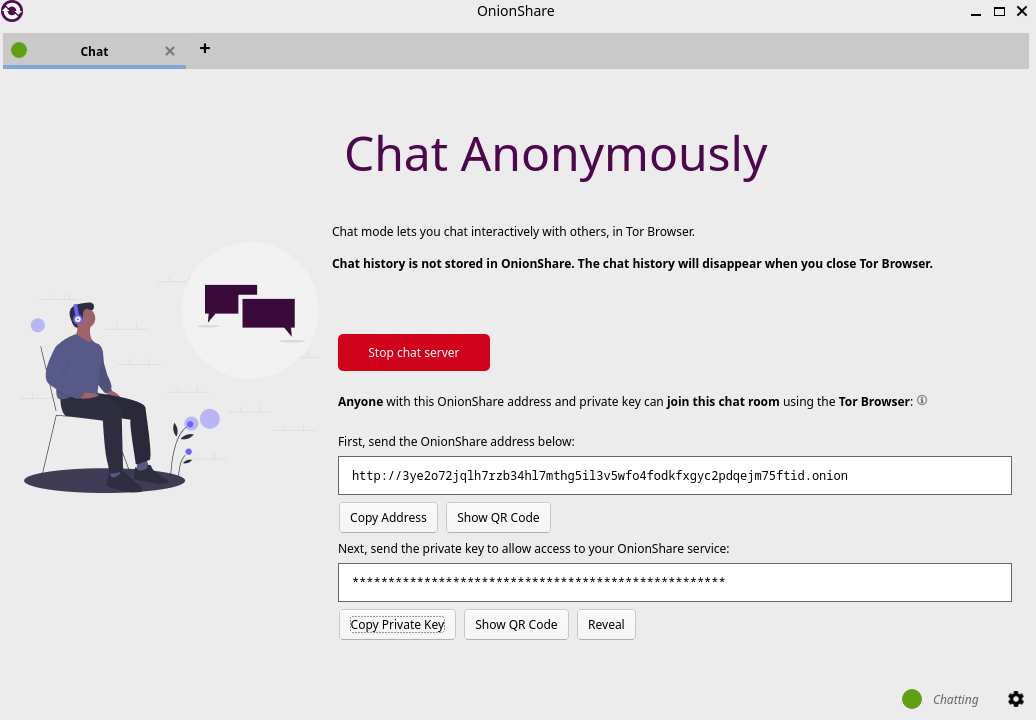 OnionShare
Chat
Chat Anonymously
Chat mode lets you chat interactively with others, in Tor Browser.
Chat history is not stored in OnionShare. The chat history will disappear when you close Tor Browser.
Stop chat server
Anyone with this OnionShare address and private key can join this chat room using the Tor Browser:
First, send the OnionShare address below:
http://3ye2o72jqlh7rzb34hl7mthg5il3v5wfo4fodkfxgyc2pdqejm75ftid.onion
Copy Address Show QR Code
Next, send the private key to allow access to your OnionShare service:
****************************************************
Copy Private Key Show QR Code Reveal
Chatting